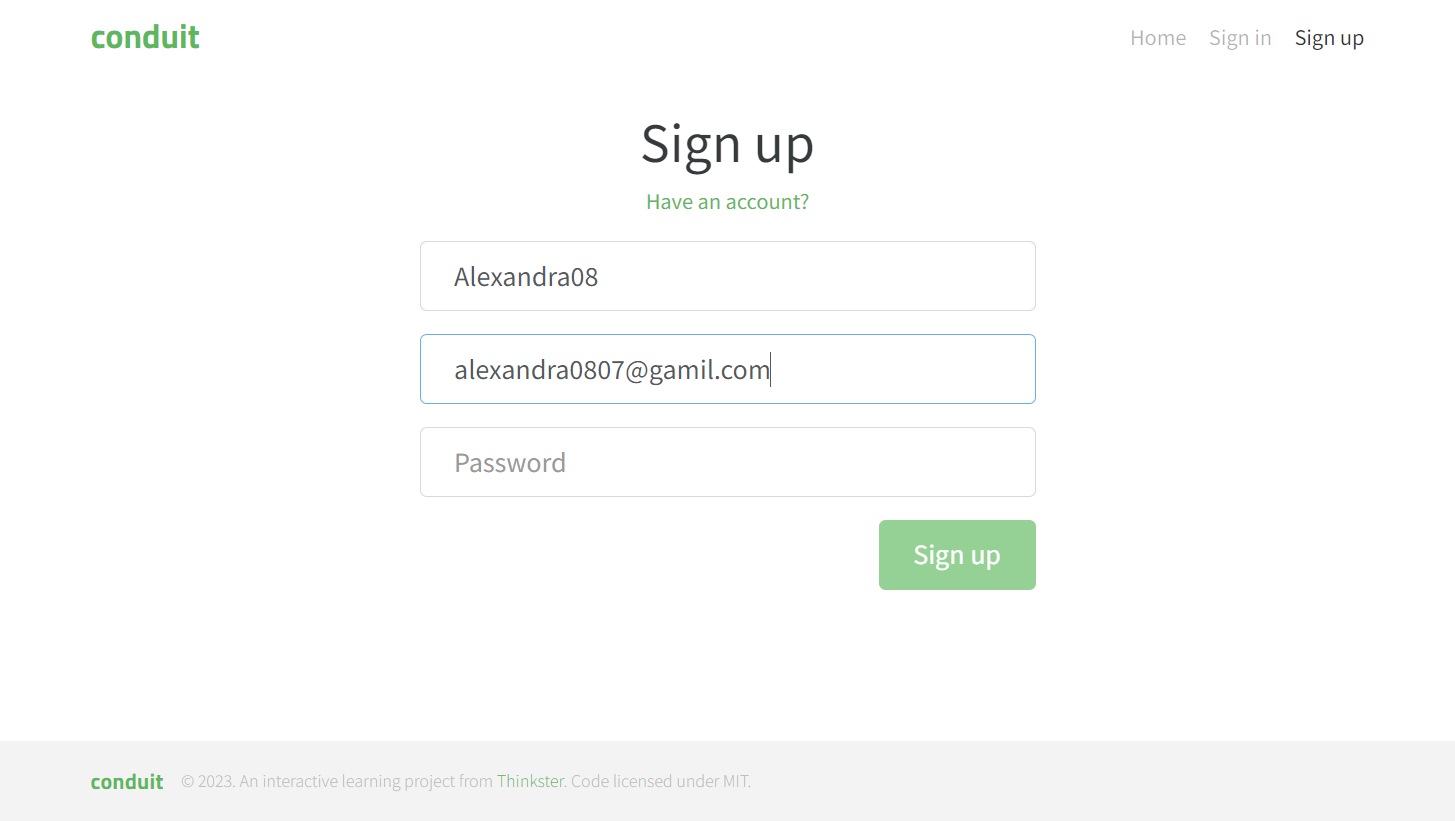 conduit
Home Sign in Sign up
Sign up
Have an account?
Alexandra08
alexandra0807@gamil.com
Password
Sign up
conduit © 2023. An interactive learning project from Thinkster. Code licensed under MIT.